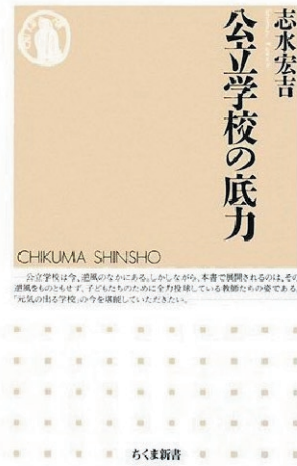 志水宏吉
公立学校の底力
CHIKUMA SHINSHO
公立学校は今、逆風のなかにある。しかしながら、本書で展開されるのは、その
逆風をものともせず、子どもたちのために全力投球している教師たちの姿である。
「元気の出る学校」の今を堪能していただきたい。
ちくま新書